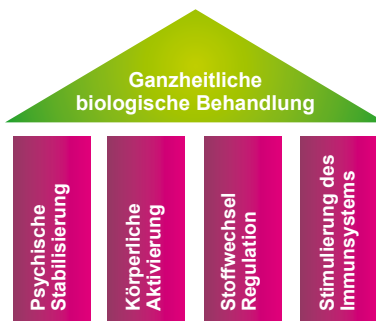 Ganzheitliche
biologische Behandlung
Psychische
Stabilisierung
Körperliche
Aktivierung
Stoffwechsel
Regulation
Stimulierung des
Immunsystems